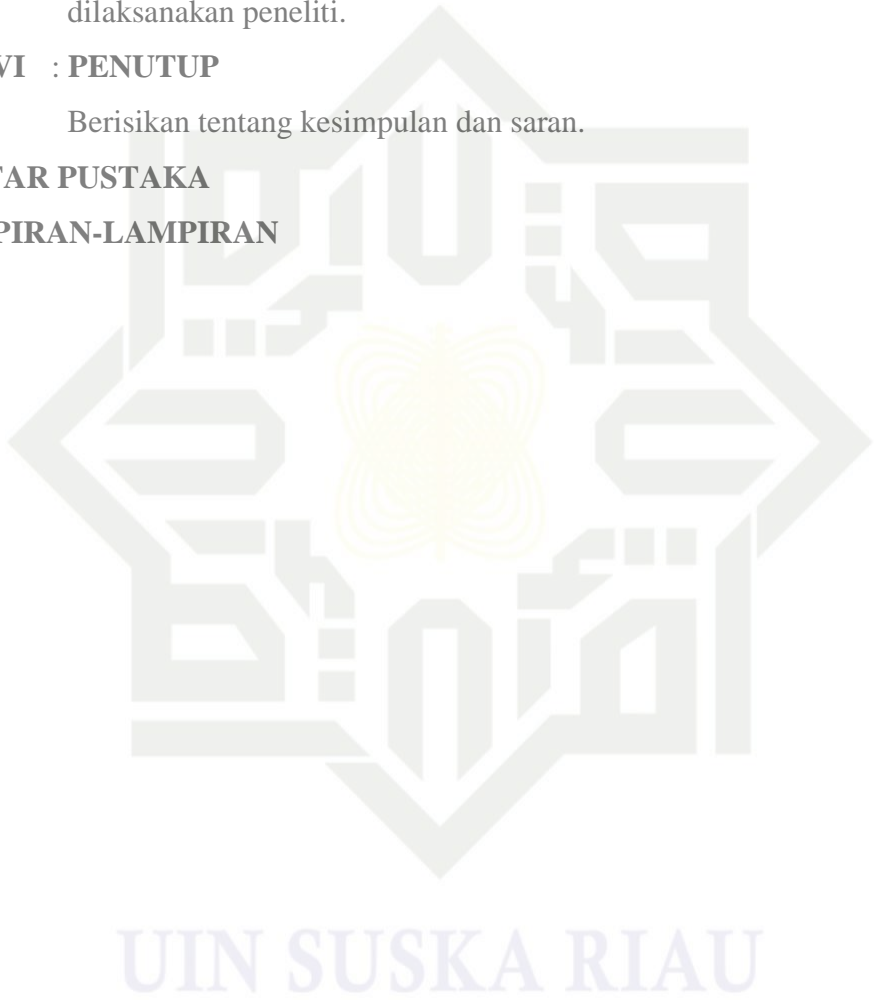 dilaksanakan peneliti.
VI : PENUTUP
Berisikan tentang kesimpulan dan saran.
TAR PUSTAKA
PIRAN-LAMPIRAN
UIN SUSKA RIAU